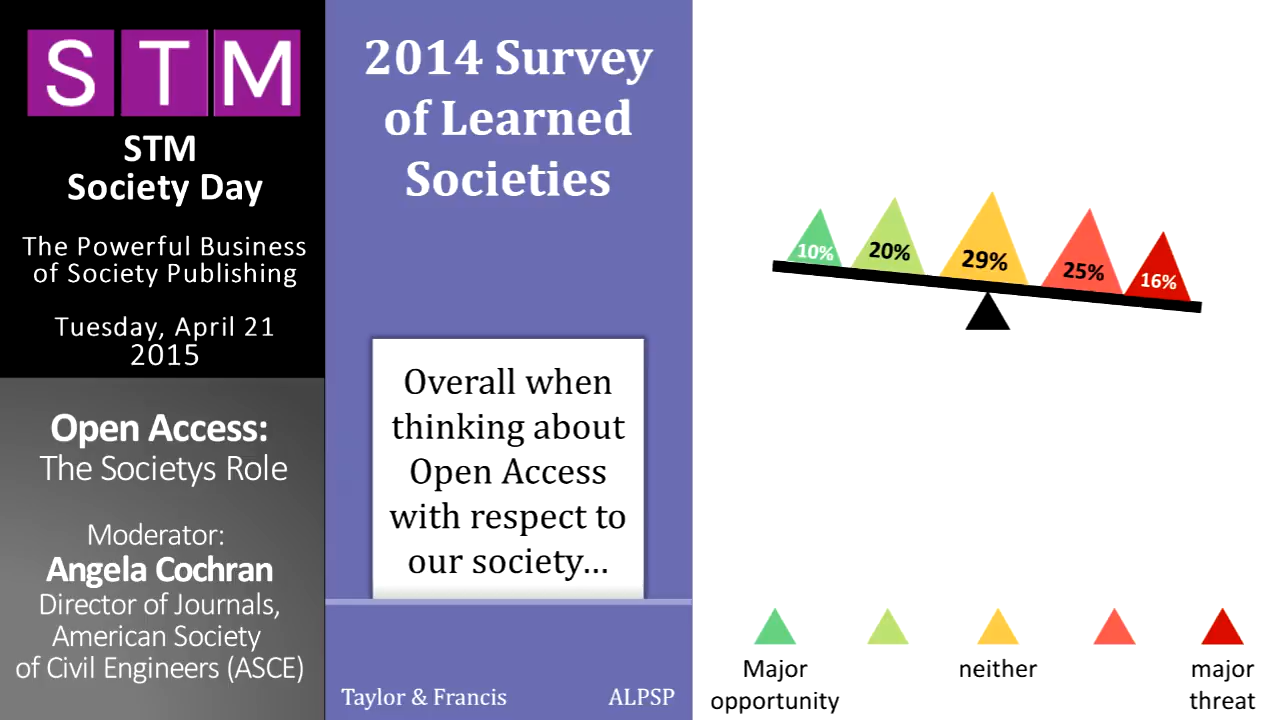 STM
STM
Society Day
The Powerful Business
of Society Publishing
Tuesday, April 21
2015
Open Access:
The Societys Role
Moderator:
Angela Cochran
Director of Journals,
American Society
of Civil Engineers (ASCE)
2014 Survey
of Learned
Societies
Overall when
thinking about
Open Access
with respect to
our society...
Taylor & Francis
ALPSP
10%
20%
29%
25%
16%
Major
opportunity
neither
major
threat